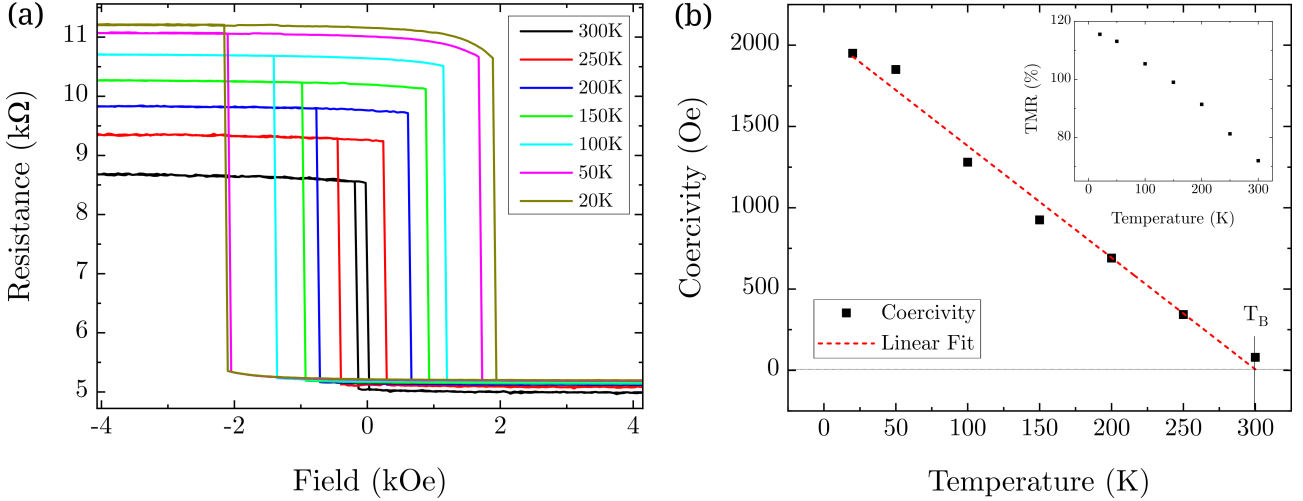 (a)
Resistance (kΩ)
11
10
9
8
7
6
5
-4
-2
0
2
4
Field (kOe)
300K
250K
200K
150K
100K
50K
20K
(b)
Coercivity (Oe)
2000
1500
1000
500
0
0
50
100
150
200
250
300
Temperature (K)
Coercivity
Linear Fit
T_B
TMR (%)
120
100
80
0
100
200
300
Temperature (K)